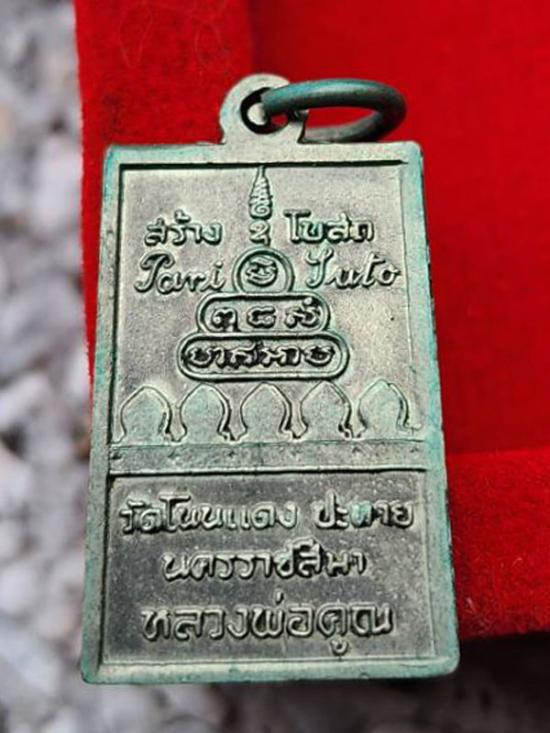 สร้าง โบสถ
Pari Suto
วัดโนนแดง ปะทาย
นครราชสีมา
หลวงพ่อคูณ